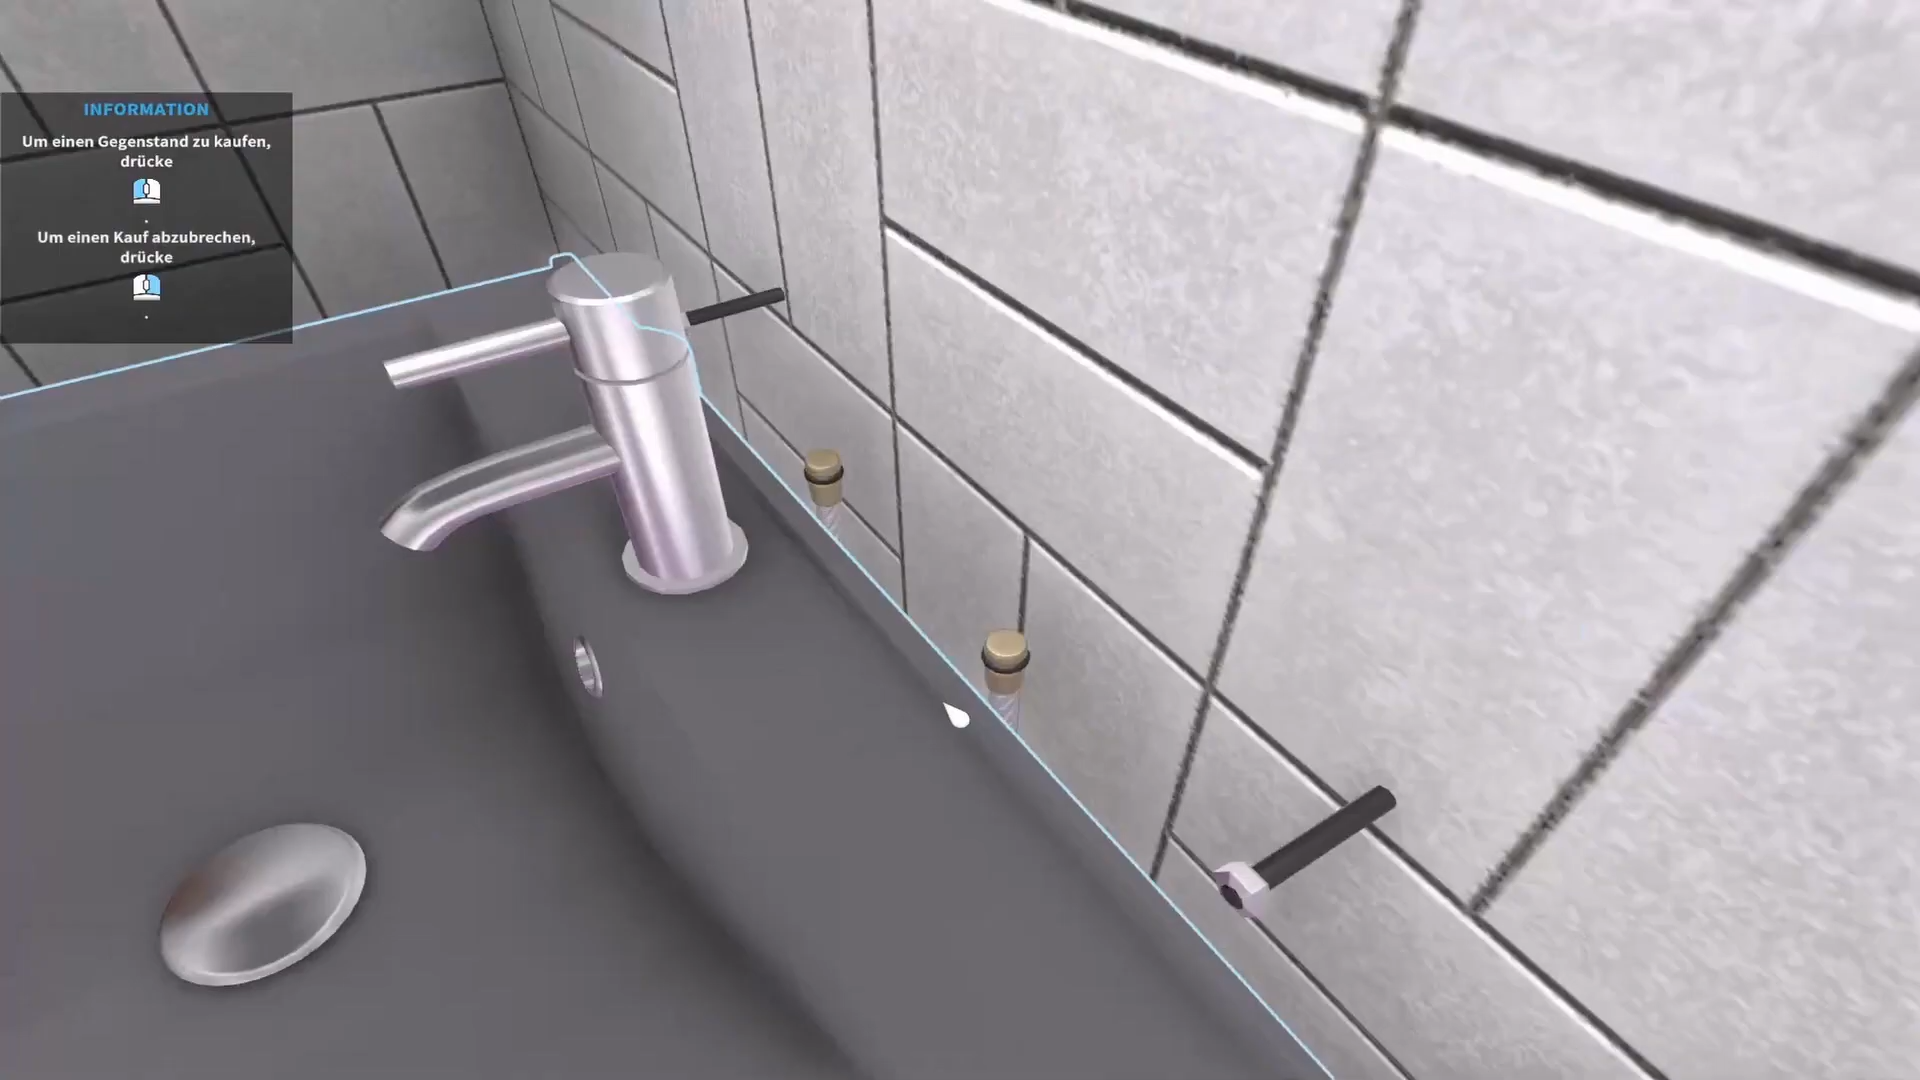 INFORMATION
Um einen Gegenstand zu kaufen,
drücke
.
Um einen Kauf abzubrechen,
drücke
.